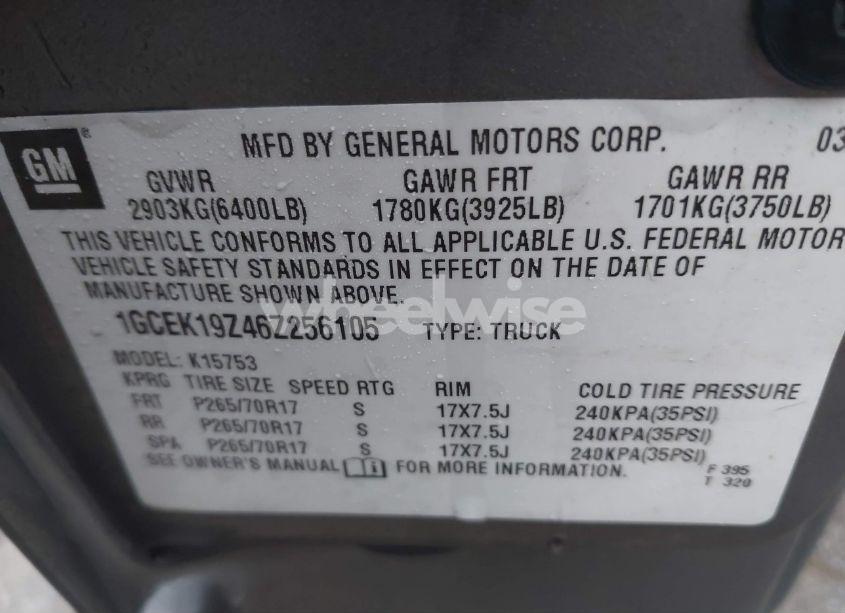 GM ®
MFD BY GENERAL MOTORS CORP. 03
GVWR GAWR FRT GAWR RR
2903KG(6400LB) 1780KG(3925LB) 1701KG(3750LB)
THIS VEHICLE CONFORMS TO ALL APPLICABLE U.S. FEDERAL MOTOR
VEHICLE SAFETY STANDARDS IN EFFECT ON THE DATE OF
MANUFACTURE SHOWN ABOVE.
wheelwise
1GCEK19Z46Z256105 TYPE: TRUCK
MODEL: K15753
KPRG TIRE SIZE SPEED RTG RIM COLD TIRE PRESSURE
FRT P265/70R17 S 17X7.5J 240KPA(35PSI)
RR P265/70R17 S 17X7.5J 240KPA(35PSI)
SPA P265/70R17 S 17X7.5J 240KPA(35PSI)
SEE OWNER'S MANUAL FOR MORE INFORMATION.
F 395
T 320